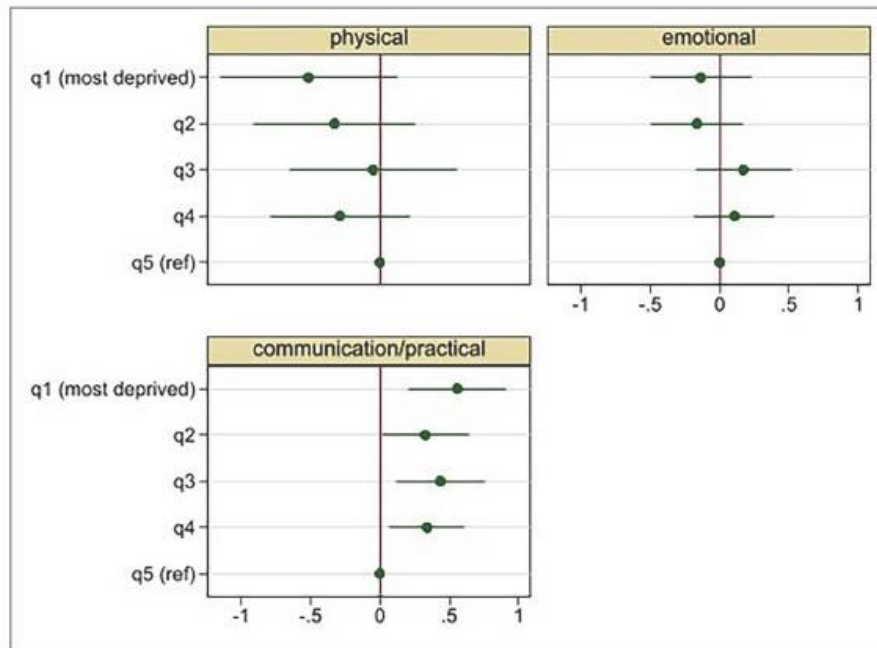 physical
q1 (most deprived)
q2
q3
q4
q5 (ref)
emotional
-1 -.5 0 .5 1
communication/practical
q1 (most deprived)
q2
q3
q4
q5 (ref)
-1 -.5 0 .5 1